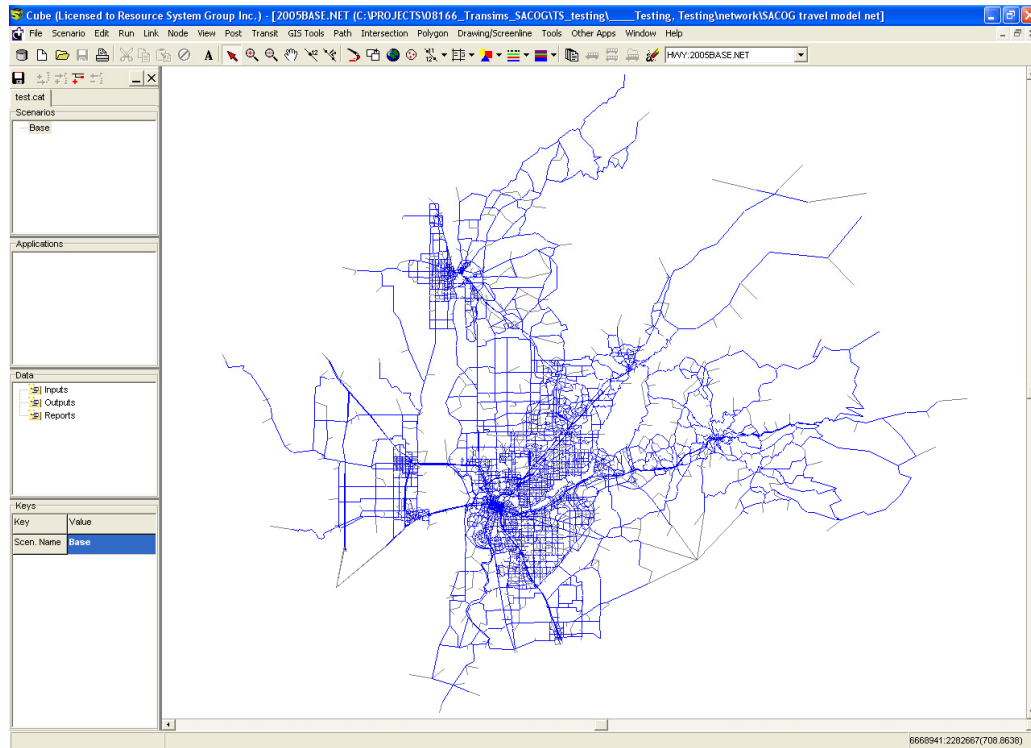 Cube (Licensed to Resource System Group Inc.) - [2005BASE.NET (C:\PROJECTS\08166_Transims_SACOG\TS_testing\____Testing, Testing\network\SACOG travel model net]
File Scenario Edit Run Link Node View Post Transit GIS Tools Path Intersection Polygon Drawing/Screenline Tools Other Apps Window Help
A 12 HWY:2005BASE.NET
test.cat
Scenarios
Base
Applications
Data
Inputs
Outputs
Reports
Keys
Key Value
Scen. Name Base
6668941:2282667(708.8638)